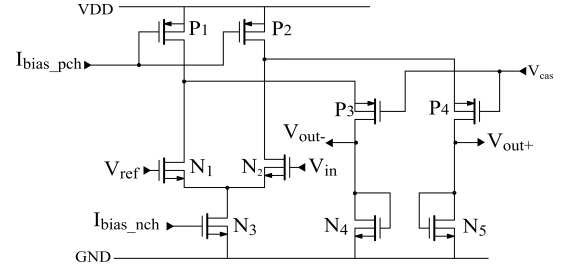 VDD
P1 P2
Ibias_pch
Vcas
P3 P4
Vout- Vout+
Vref N1 N2 Vin
Ibias_nch N3 N4 N5
GND